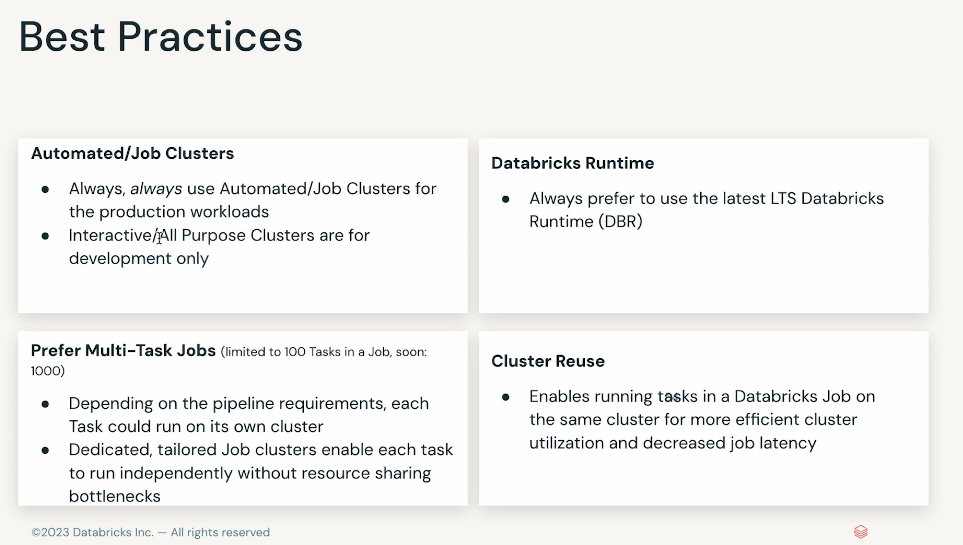 Best Practices
Automated/Job Clusters
● Always, always use Automated/Job Clusters for
the production workloads
● Interactive/All Purpose Clusters are for
development only
Databricks Runtime
● Always prefer to use the latest LTS Databricks
Runtime (DBR)
Prefer Multi-Task Jobs (limited to 100 Tasks in a Job, soon:
1000)
● Depending on the pipeline requirements, each
Task could run on its own cluster
● Dedicated, tailored Job clusters enable each task
to run independently without resource sharing
bottlenecks
Cluster Reuse
● Enables running tasks in a Databricks Job on
the same cluster for more efficient cluster
utilization and decreased job latency
©2023 Databricks Inc. — All rights reserved